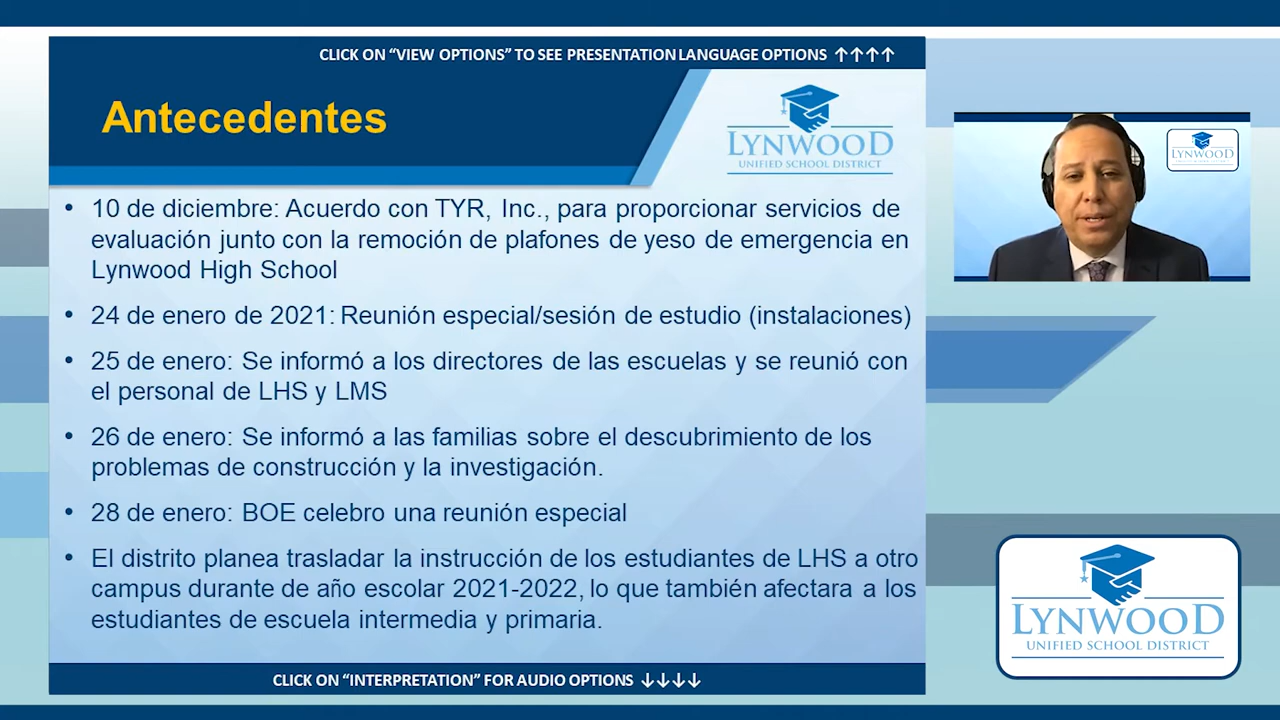 CLICK ON “VIEW OPTIONS” TO SEE PRESENTATION LANGUAGE OPTIONS ↑↑↑↑
Antecedentes
LYNWOOD
UNIFIED SCHOOL DISTRICT
• 10 de diciembre: Acuerdo con TYR, Inc., para proporcionar servicios de
evaluación junto con la remoción de plafones de yeso de emergencia en
Lynwood High School
• 24 de enero de 2021: Reunión especial/sesión de estudio (instalaciones)
• 25 de enero: Se informó a los directores de las escuelas y se reunió con
el personal de LHS y LMS
• 26 de enero: Se informó a las familias sobre el descubrimiento de los
problemas de construcción y la investigación.
• 28 de enero: BOE celebro una reunión especial
• El distrito planea trasladar la instrucción de los estudiantes de LHS a otro
campus durante de año escolar 2021-2022, lo que también afectara a los
estudiantes de escuela intermedia y primaria.
CLICK ON “INTERPRETATION” FOR AUDIO OPTIONS ↓↓↓↓
LYNWOOD
LYNWOOD
UNIFIED SCHOOL DISTRICT